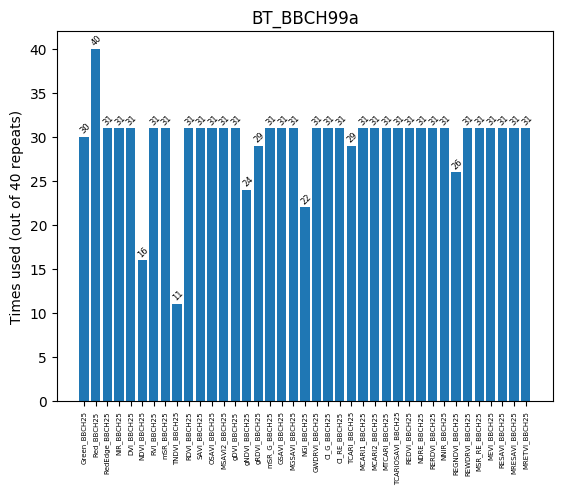 BT_BBCH99a
Times used (out of 40 repeats)
40
35
30
25
20
15
10
5
0
30
40
31
31
31
16
31
31
11
31
31
31
31
31
24
29
31
31
31
22
31
31
31
29
31
31
31
31
31
31
31
31
26
31
31
31
31
31
31
Green_BBCH25
Red_BBCH25
RedEdge_BBCH25
NIR_BBCH25
DVI_BBCH25
NDVI_BBCH25
RVI_BBCH25
mSR_BBCH25
TNDVI_BBCH25
RDVI_BBCH25
SAVI_BBCH25
OSAVI_BBCH25
MSAVI2_BBCH25
gDVI_BBCH25
gNDVI_BBCH25
gRDVI_BBCH25
mSR_G_BBCH25
GSAVI_BBCH25
MGSAVI_BBCH25
NGI_BBCH25
GWDRVI_BBCH25
CI_G_BBCH25
CI_RE_BBCH25
TCARI_BBCH25
MCARI1_BBCH25
MCARI2_BBCH25
MTCARI_BBCH25
TCARIOSAVI_BBCH25
REDVI_BBCH25
NDRE_BBCH25
RERDVI_BBCH25
NNIR_BBCH25
REGNDVI_BBCH25
REWDRVI_BBCH25
MSR_RE_BBCH25
MEVI_BBCH25
RESAVI_BBCH25
MRESAVI_BBCH25
MRETVI_BBCH25